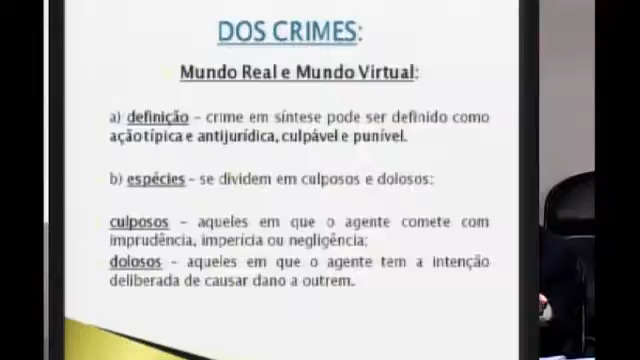 DOS CRIMES:
Mundo Real e Mundo Virtual:
a) definição – crime em síntese pode ser definido como
ação típica e antijurídica, culpável e punível.
b) espécies – se dividem em culposos e dolosos:
culposos – aqueles em que o agente comete com
imprudência, imperícia ou negligência;
dolosos – aqueles em que o agente tem a intenção
deliberada de causar dano a outrem.